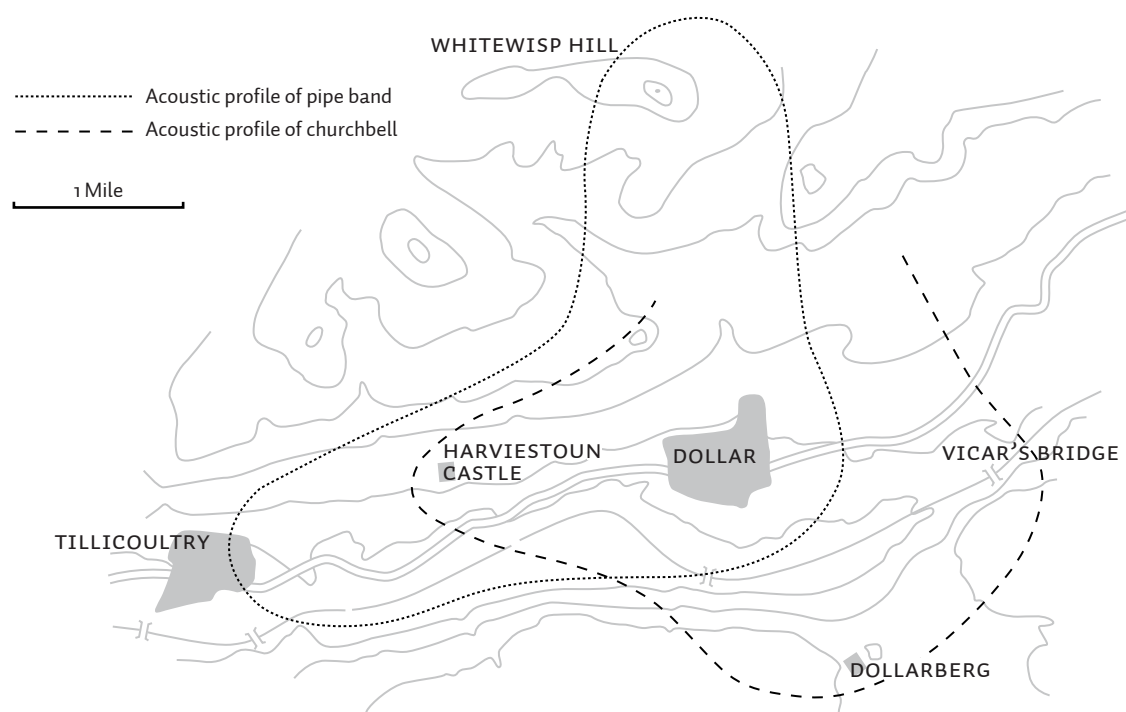 WHITEWISP HILL
Acoustic profile of pipe band
Acoustic profile of churchbell
1 Mile
HARVIESTOUN
CASTLE
DOLLAR
VICAR'S BRIDGE
TILLICOULTRY
DOLLARBERG